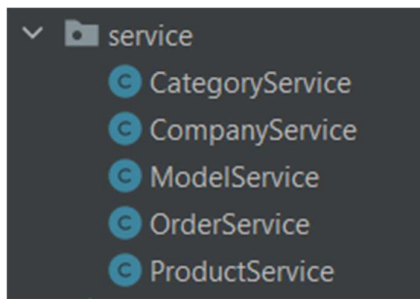 service
C CategoryService
C CompanyService
C ModelService
C OrderService
C ProductService